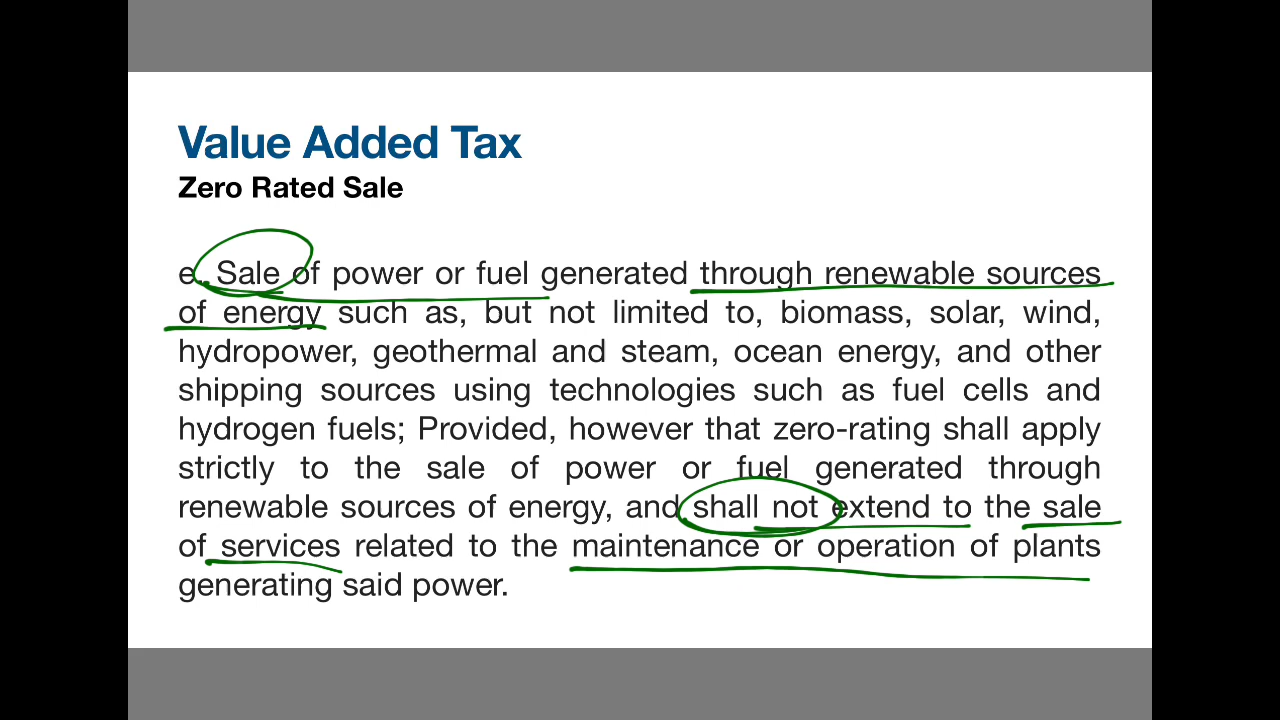 Value Added Tax
Zero Rated Sale
e. Sale of power or fuel generated through renewable sources
of energy such as, but not limited to, biomass, solar, wind,
hydropower, geothermal and steam, ocean energy, and other
shipping sources using technologies such as fuel cells and
hydrogen fuels; Provided, however that zero-rating shall apply
strictly to the sale of power or fuel generated through
renewable sources of energy, and shall not extend to the sale
of services related to the maintenance or operation of plants
generating said power.